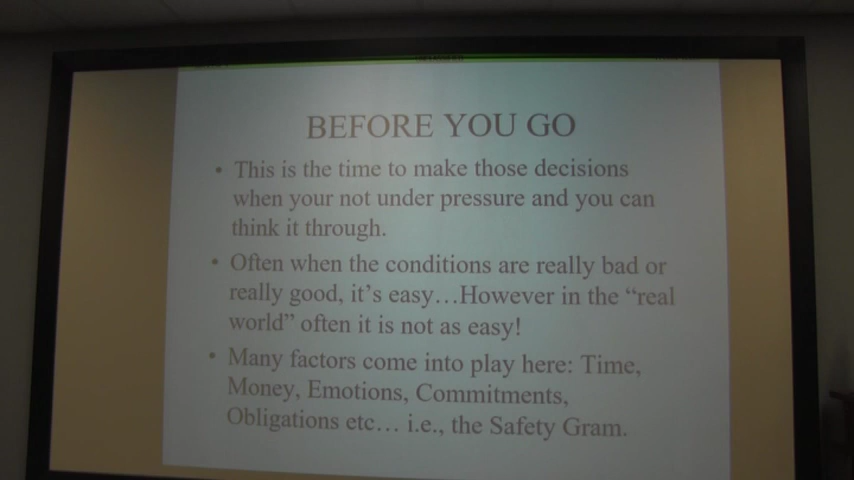 BEFORE YOU GO
• This is the time to make those decisions
when your not under pressure and you can
think it through.
• Often when the conditions are really bad or
really good, it's easy…However in the “real
world” often it is not as easy!
• Many factors come into play here: Time,
Money, Emotions, Commitments,
Obligations etc… i.e., the Safety Gram.